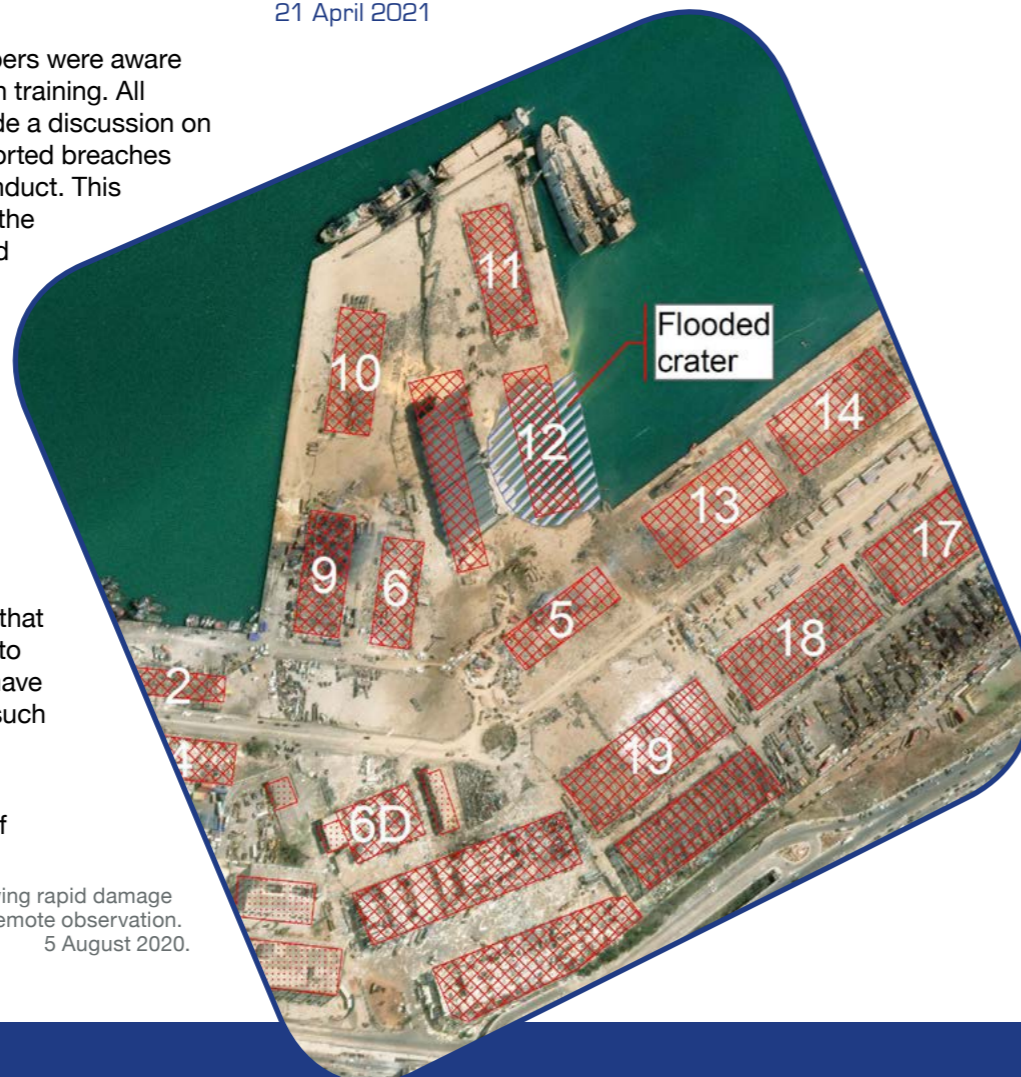 21 April 2021
bers were aware
n training. All
de a discussion on
orted breaches
nduct. This
the
d
that
to
have
such
f
ving rapid damage
emote observation.
5 August 2020.
11
Flooded
crater
10
14
12
13
17
9
6
5
18
2
19
4
6D